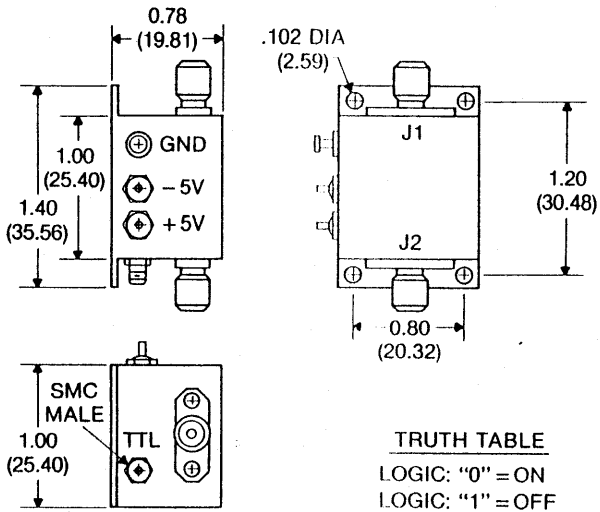 0.78
(19.81)
.102 DIA
(2.59)
GND
1.00
(25.40)
– 5V
1.40
(35.56)
+ 5V
J1
1.20
(30.48)
J2
0.80
(20.32)
SMC
MALE
1.00
(25.40)
TTL
TRUTH TABLE
LOGIC: "0" = ON
LOGIC: "1" = OFF